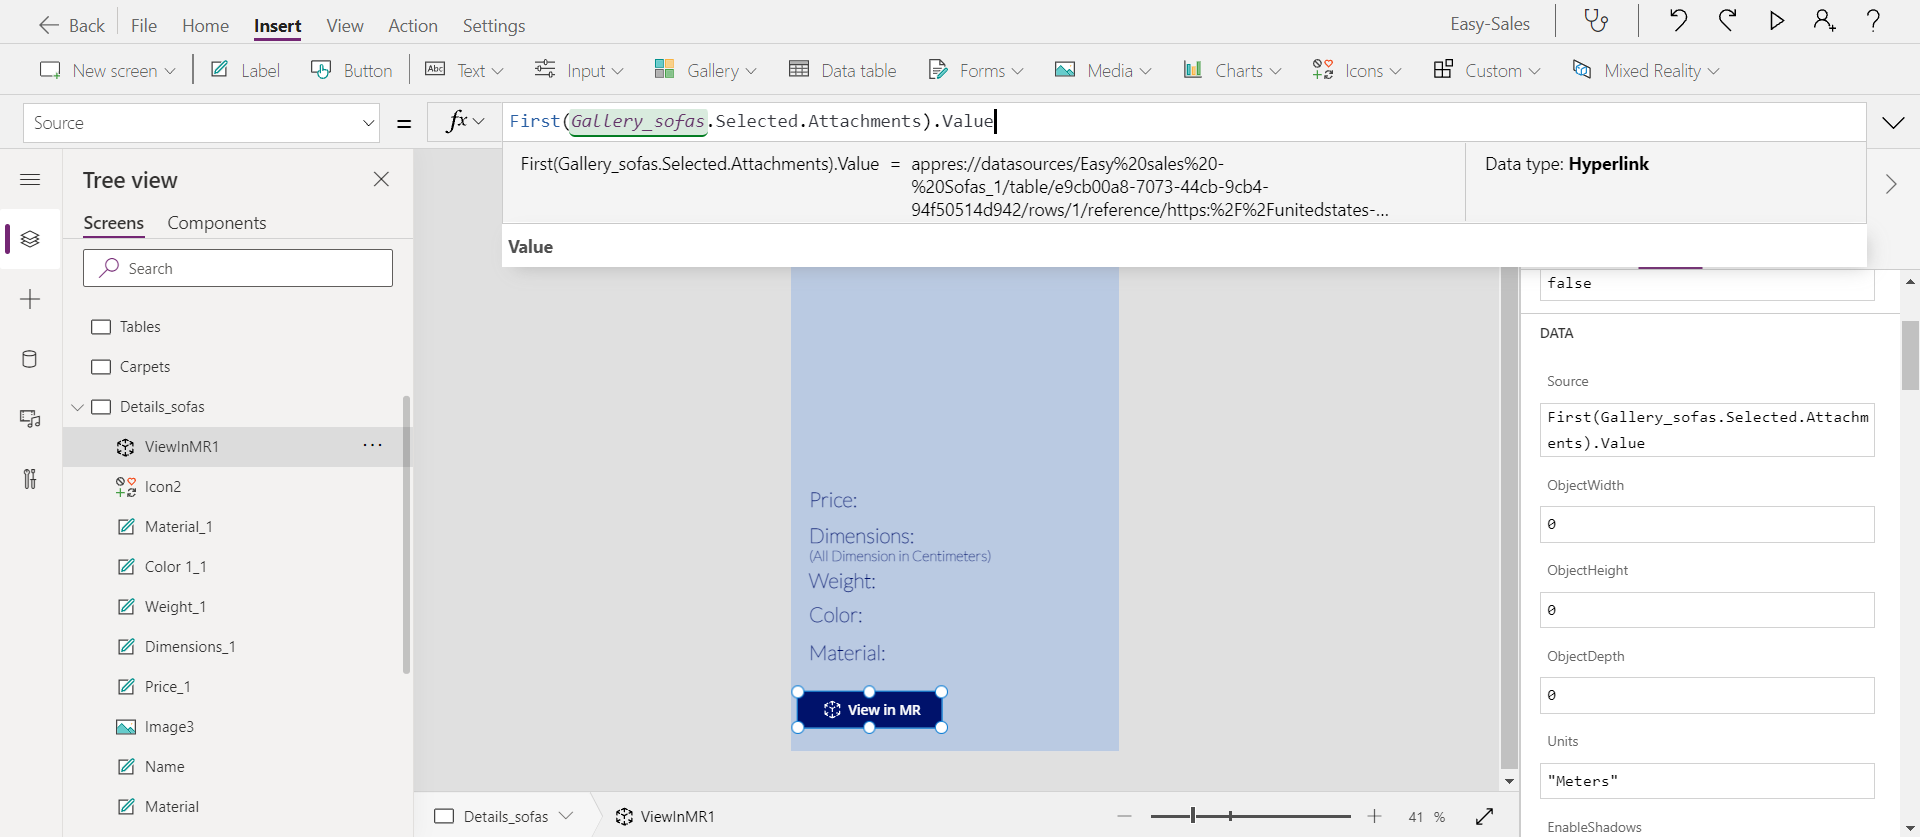 Back File Home Insert View Action Settings Easy-Sales
New screen Label Button Abc Text Input Gallery Data table Forms Media Charts Icons Custom Mixed Reality
Source = fx First(Gallery_sofas.Selected.Attachments).Value
First(Gallery_sofas.Selected.Attachments).Value = appres://datasources/Easy%20sales%20-
%20Sofas_1/table/e9cb00a8-7073-44cb-9cb4-
94f50514d942/rows/1/reference/https:%2F%2Funitedstates-...
Data type: Hyperlink
Value
Tree view
Screens Components
Search
Tables
Carpets
Details_sofas
ViewInMR1 ...
Icon2
Material_1
Color 1_1
Weight_1
Dimensions_1
Price_1
Image3
Name
Material
Price:
Dimensions:
(All Dimension in Centimeters)
Weight:
Color:
Material:
View in MR
Details_sofas ViewInMR1 41 %
false
DATA
Source
First(Gallery_sofas.Selected.Attachm
ents).Value
ObjectWidth
0
ObjectHeight
0
ObjectDepth
0
Units
"Meters"
EnableShadows